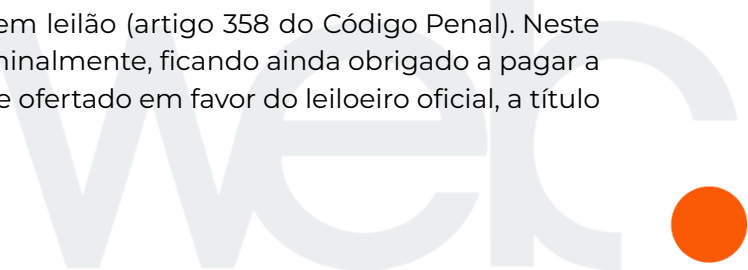 em leilão (artigo 358 do Código Penal). Neste
ninalmente, ficando ainda obrigado a pagar a
e ofertado em favor do leiloeiro oficial, a título
web.